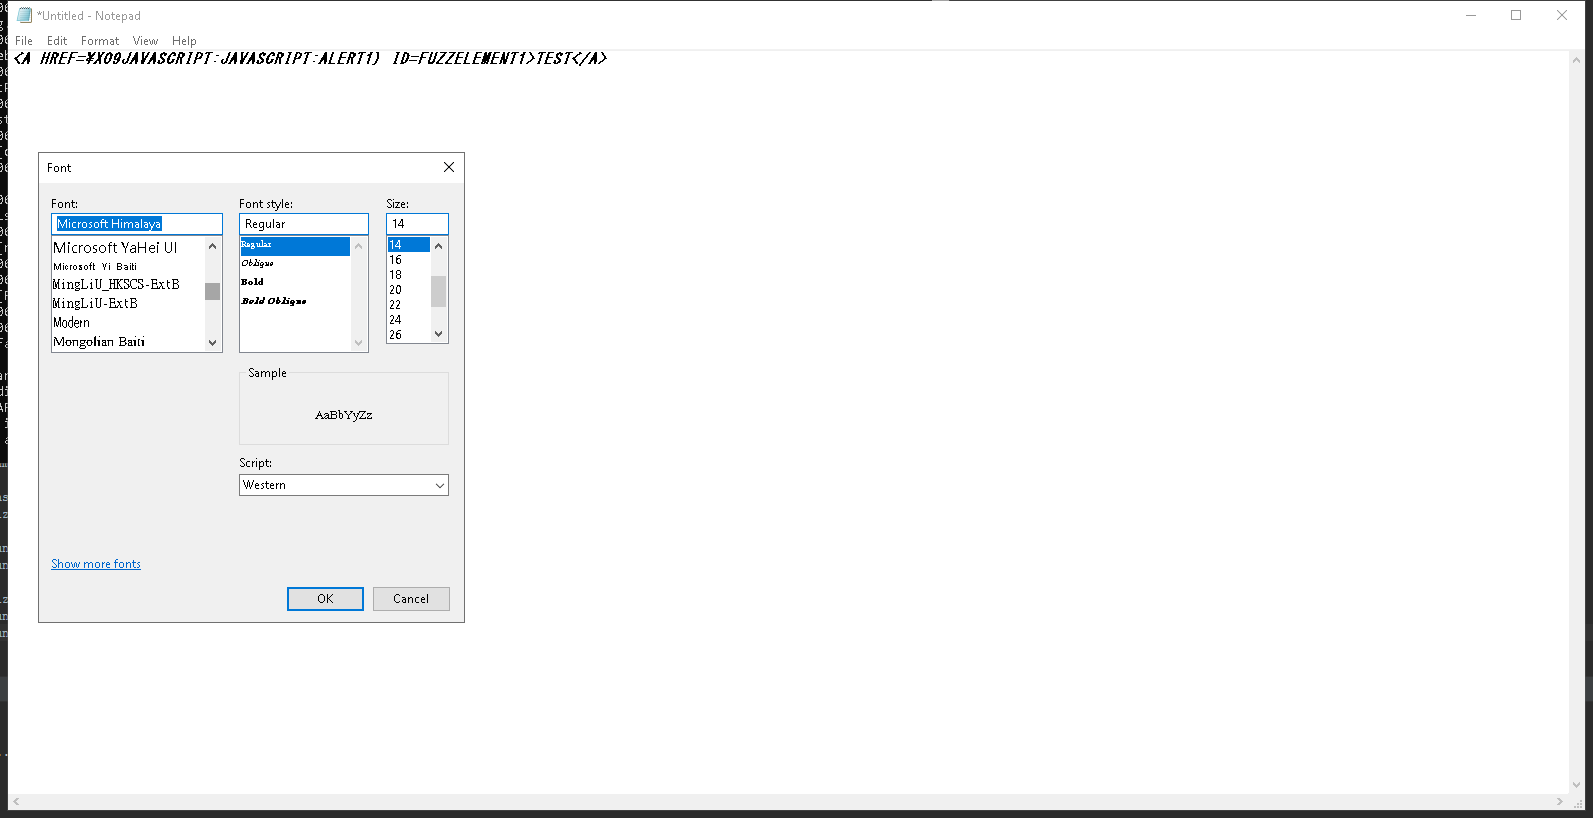 *Untitled - Notepad
File Edit Format View Help
<A HREF=¥X09JAVASCRIPT:JAVASCRIPT:ALERT1) ID=FUZZELEMENT1>TEST</A>
Font
Font: Font style: Size:
Microsoft Himalaya Regular 14
Microsoft YaHei UI Regular 14
Microsoft Yi Baiti Oblique 16
MingLiU_HKSCS-ExtB Bold 18
MingLiU-ExtB Bold Oblique 20
Modern 22
Mongolian Baiti 24
26
Sample
AaBbYyZz
Script:
Western
Show more fonts
OK Cancel